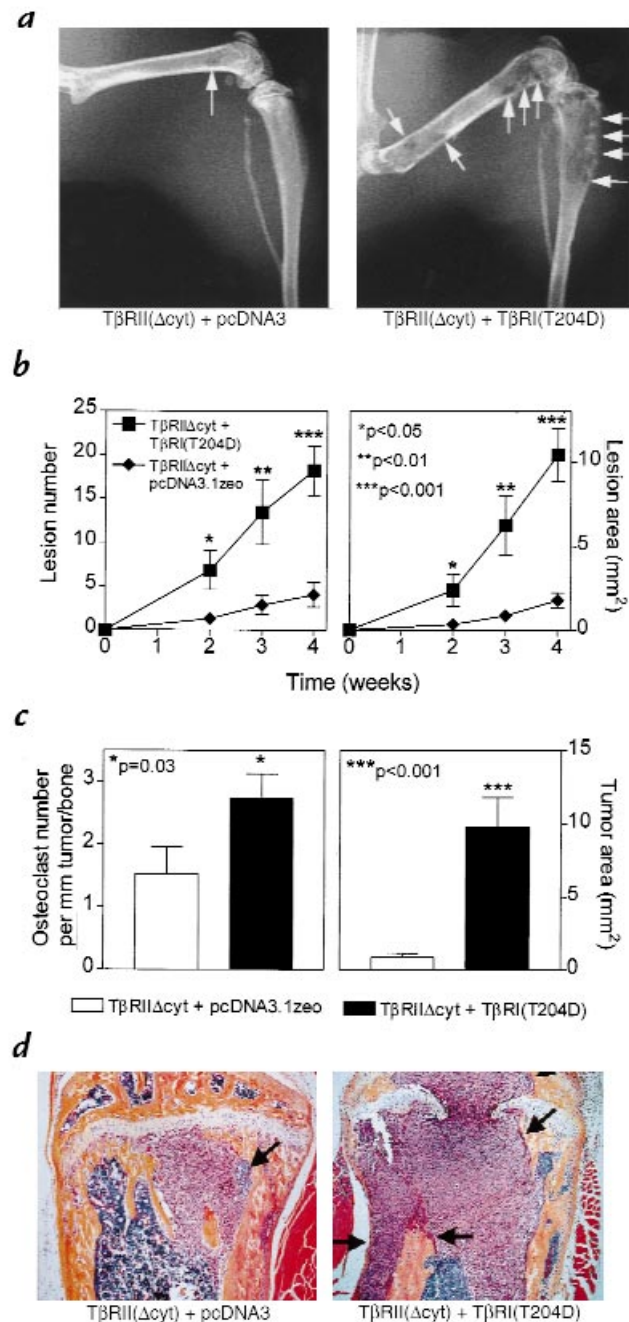 a
TβRII(Δcyt) + pcDNA3
TβRII(Δcyt) + TβRI(T204D)
b
Lesion number
25
20
15
10
5
0
TβRIIΔcyt +
TβRI(T204D)
TβRIIΔcyt +
pcDNA3.1zeo
*
**
***
0 1 2 3 4
*p<0.05
**p<0.01
***p<0.001
*
**
***
0 1 2 3 4
10
5
0
Lesion area
(mm²)
Time (weeks)
c
Osteoclast number
per mm tumor/bone
3
2
1
0
*p=0.03
*
***p<0.001
***
15
10
5
0
Tumor area
(mm²)
TβRIIΔcyt + pcDNA3.1zeo
TβRIIΔcyt + TβRI(T204D)
d
TβRII(Δcyt) + pcDNA3
TβRII(Δcyt) + TβRI(T204D)